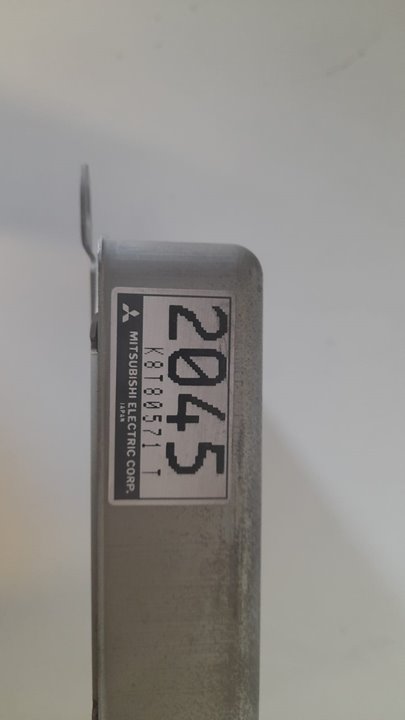 2045
K8T80571 T
MITSUBISHI ELECTRIC CORP.
JAPAN